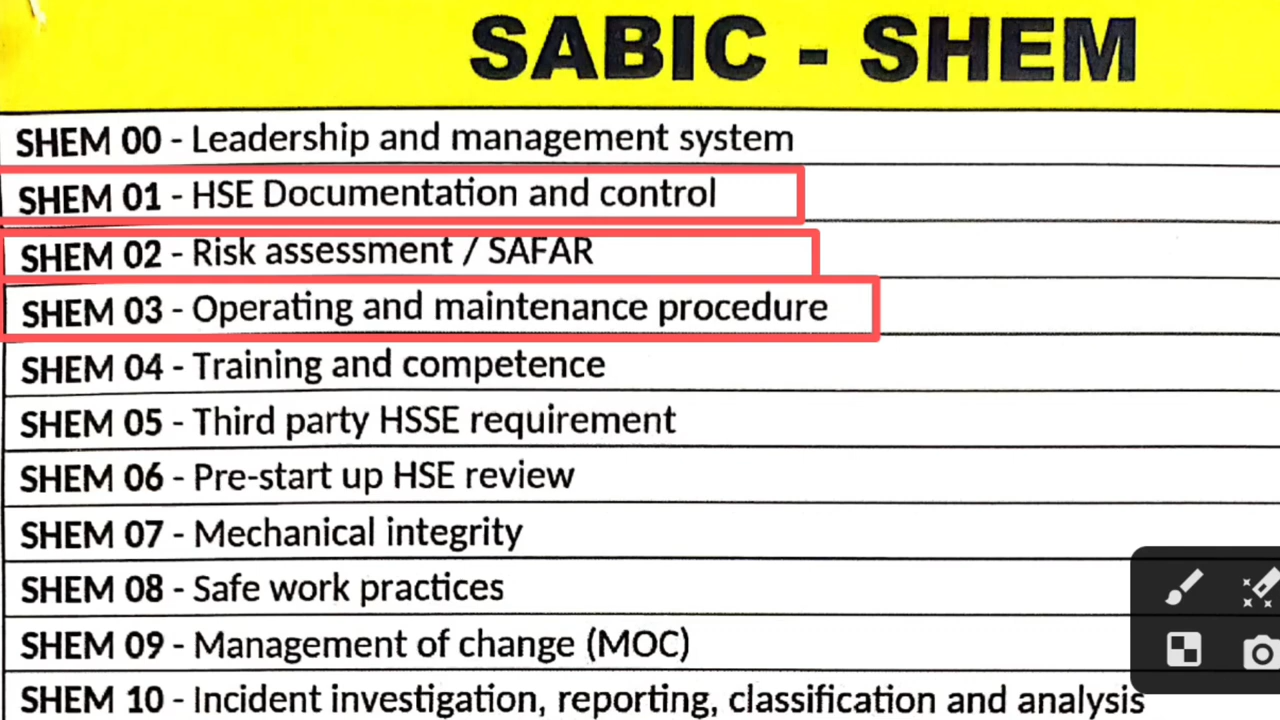 SABIC - SHEM
SHEM 00 - Leadership and management system
SHEM 01 - HSE Documentation and control
SHEM 02 - Risk assessment / SAFAR
SHEM 03 - Operating and maintenance procedure
SHEM 04 - Training and competence
SHEM 05 - Third party HSSE requirement
SHEM 06 - Pre-start up HSE review
SHEM 07 - Mechanical integrity
SHEM 08 - Safe work practices
SHEM 09 - Management of change (MOC)
SHEM 10 - Incident investigation, reporting, classification and analysis